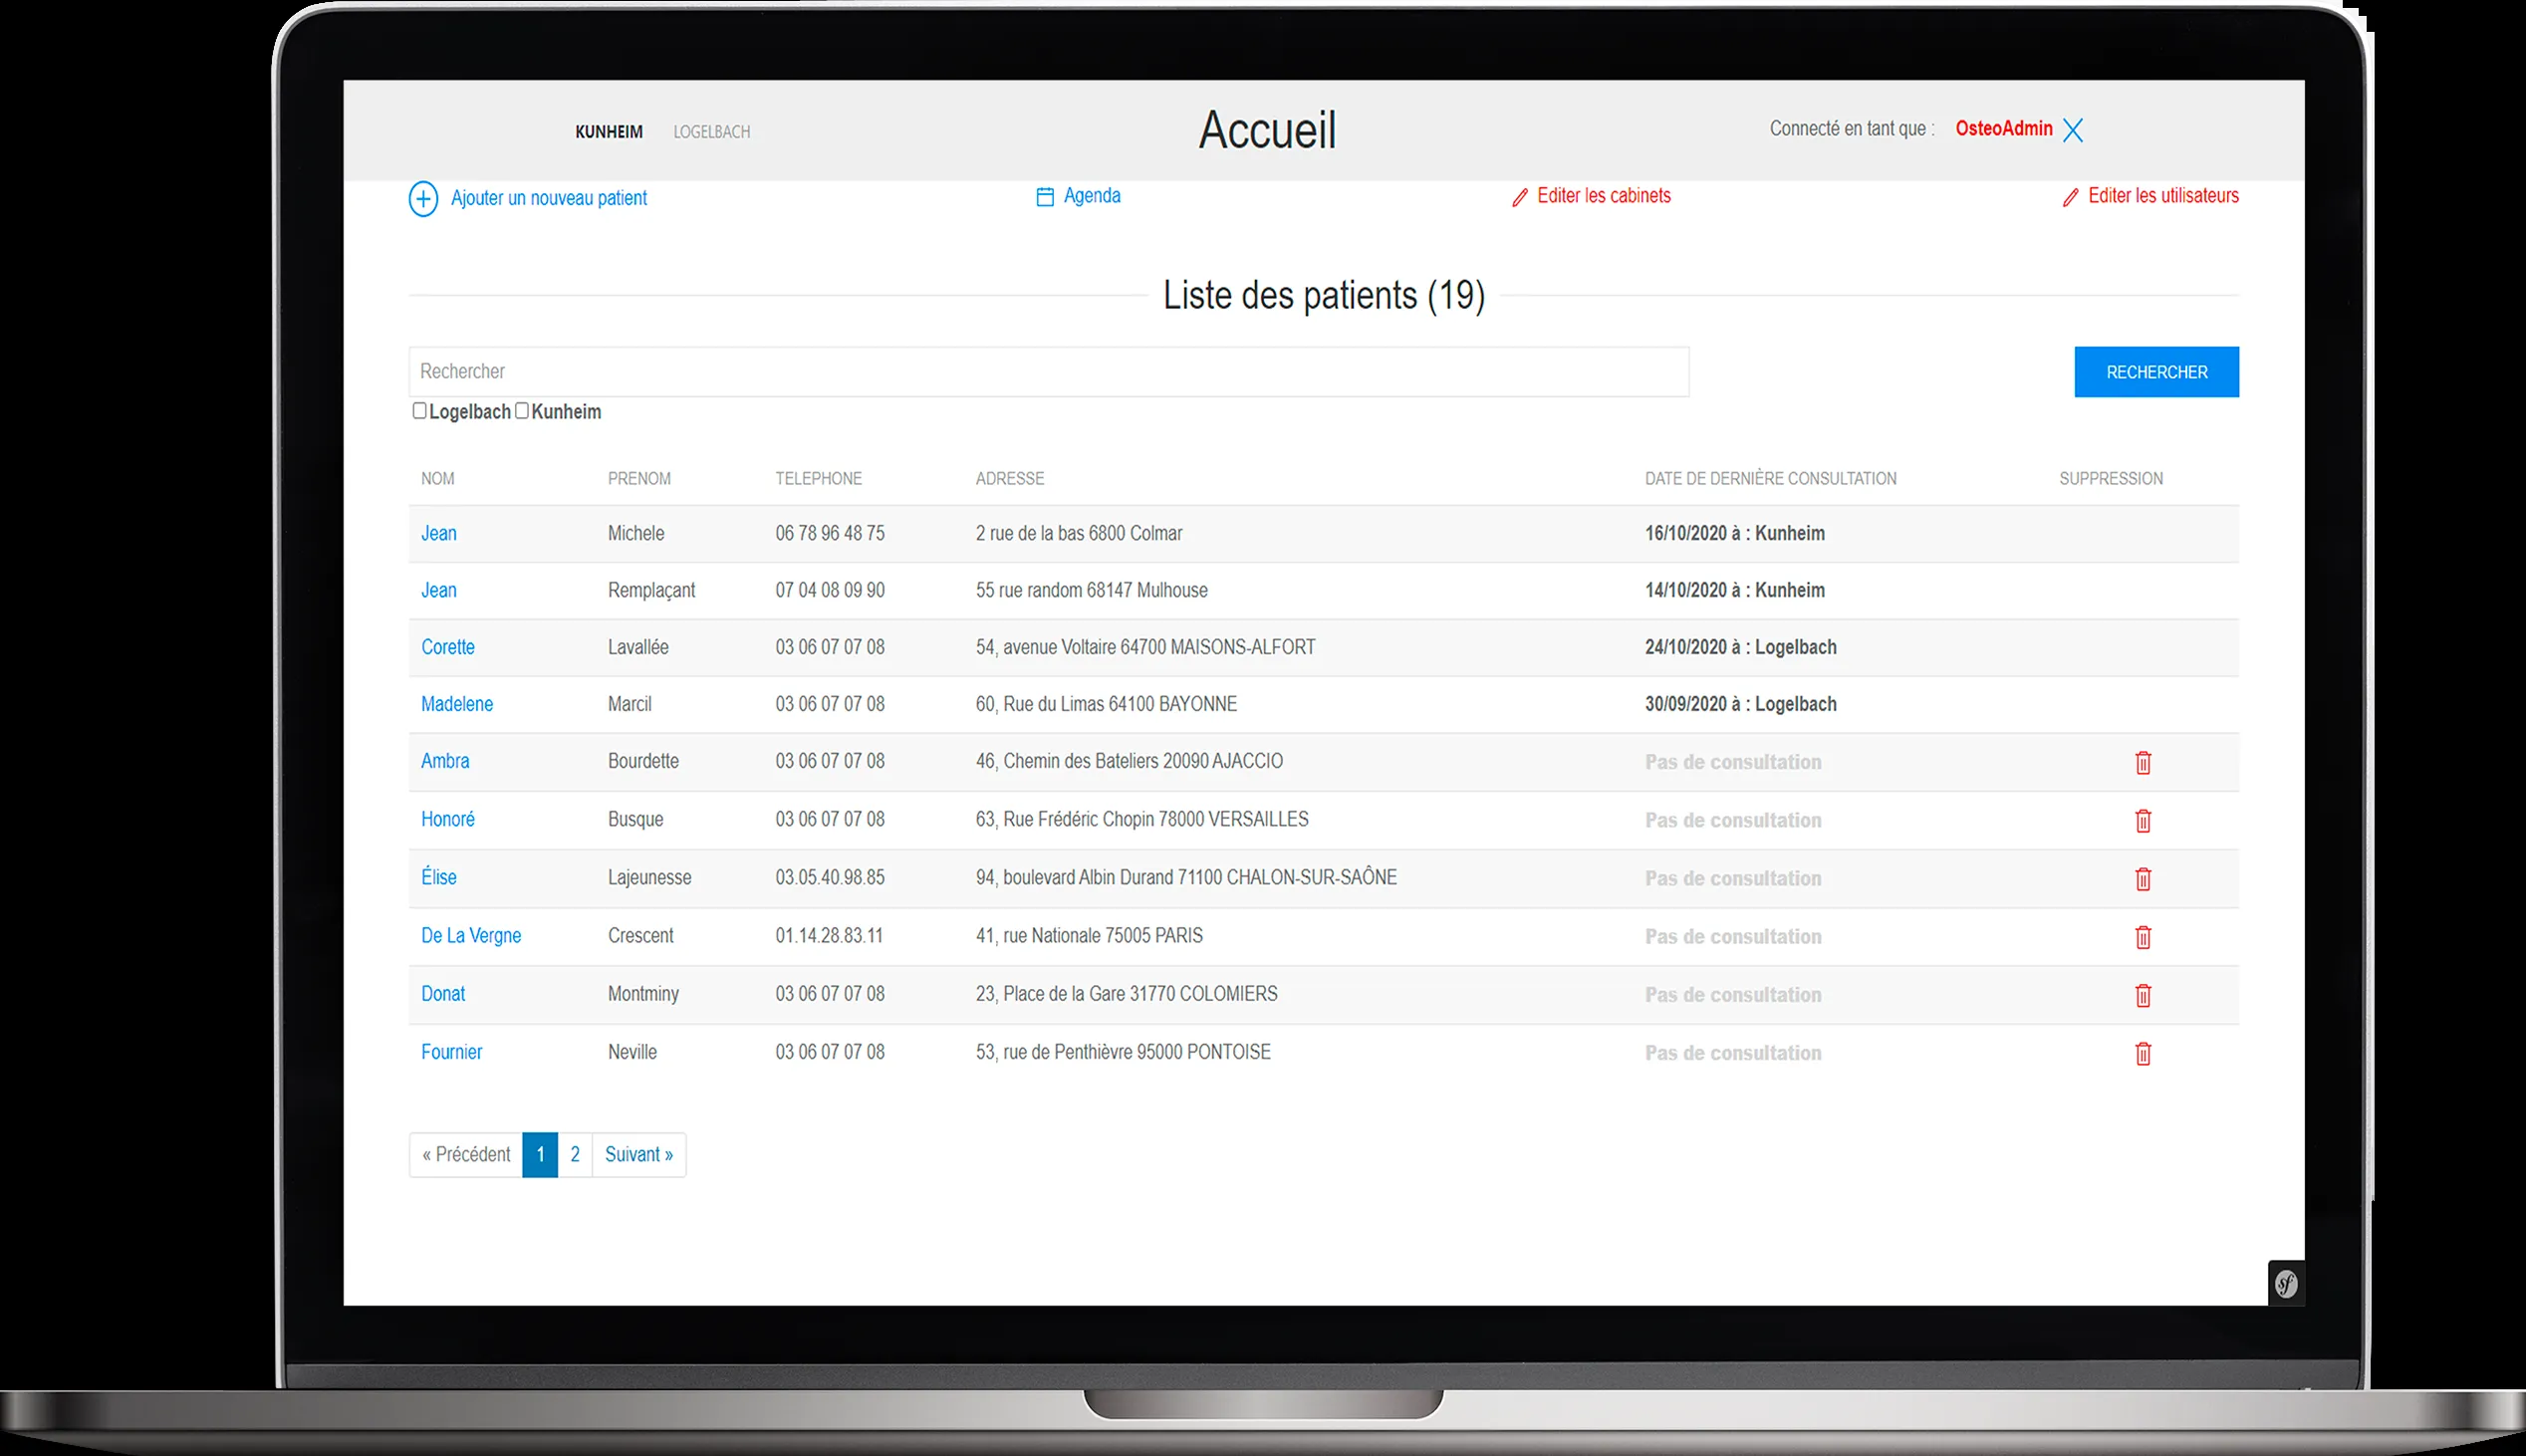 KUNHEIM LOGELBACH Accueil Connecté en tant que : OsteoAdmin
Ajouter un nouveau patient Agenda Editer les cabinets Editer les utilisateurs
Liste des patients (19)
Rechercher RECHERCHER
Logelbach Kunheim
NOM PRENOM TELEPHONE ADRESSE DATE DE DERNIÈRE CONSULTATION SUPPRESSION
Jean Michele 06 78 96 48 75 2 rue de la bas 6800 Colmar 16/10/2020 à : Kunheim
Jean Remplaçant 07 04 08 09 90 55 rue random 68147 Mulhouse 14/10/2020 à : Kunheim
Corette Lavallée 03 06 07 07 08 54, avenue Voltaire 64700 MAISONS-ALFORT 24/10/2020 à : Logelbach
Madelene Marcil 03 06 07 07 08 60, Rue du Limas 64100 BAYONNE 30/09/2020 à : Logelbach
Ambra Bourdette 03 06 07 07 08 46, Chemin des Bateliers 20090 AJACCIO Pas de consultation
Honoré Busque 03 06 07 07 08 63, Rue Frédéric Chopin 78000 VERSAILLES Pas de consultation
Élise Lajeunesse 03.05.40.98.85 94, boulevard Albin Durand 71100 CHALON-SUR-SAÔNE Pas de consultation
De La Vergne Crescent 01.14.28.83.11 41, rue Nationale 75005 PARIS Pas de consultation
Donat Montminy 03 06 07 07 08 23, Place de la Gare 31770 COLOMIERS Pas de consultation
Fournier Neville 03 06 07 07 08 53, rue de Penthièvre 95000 PONTOISE Pas de consultation
« Précédent 1 2 Suivant »
sf